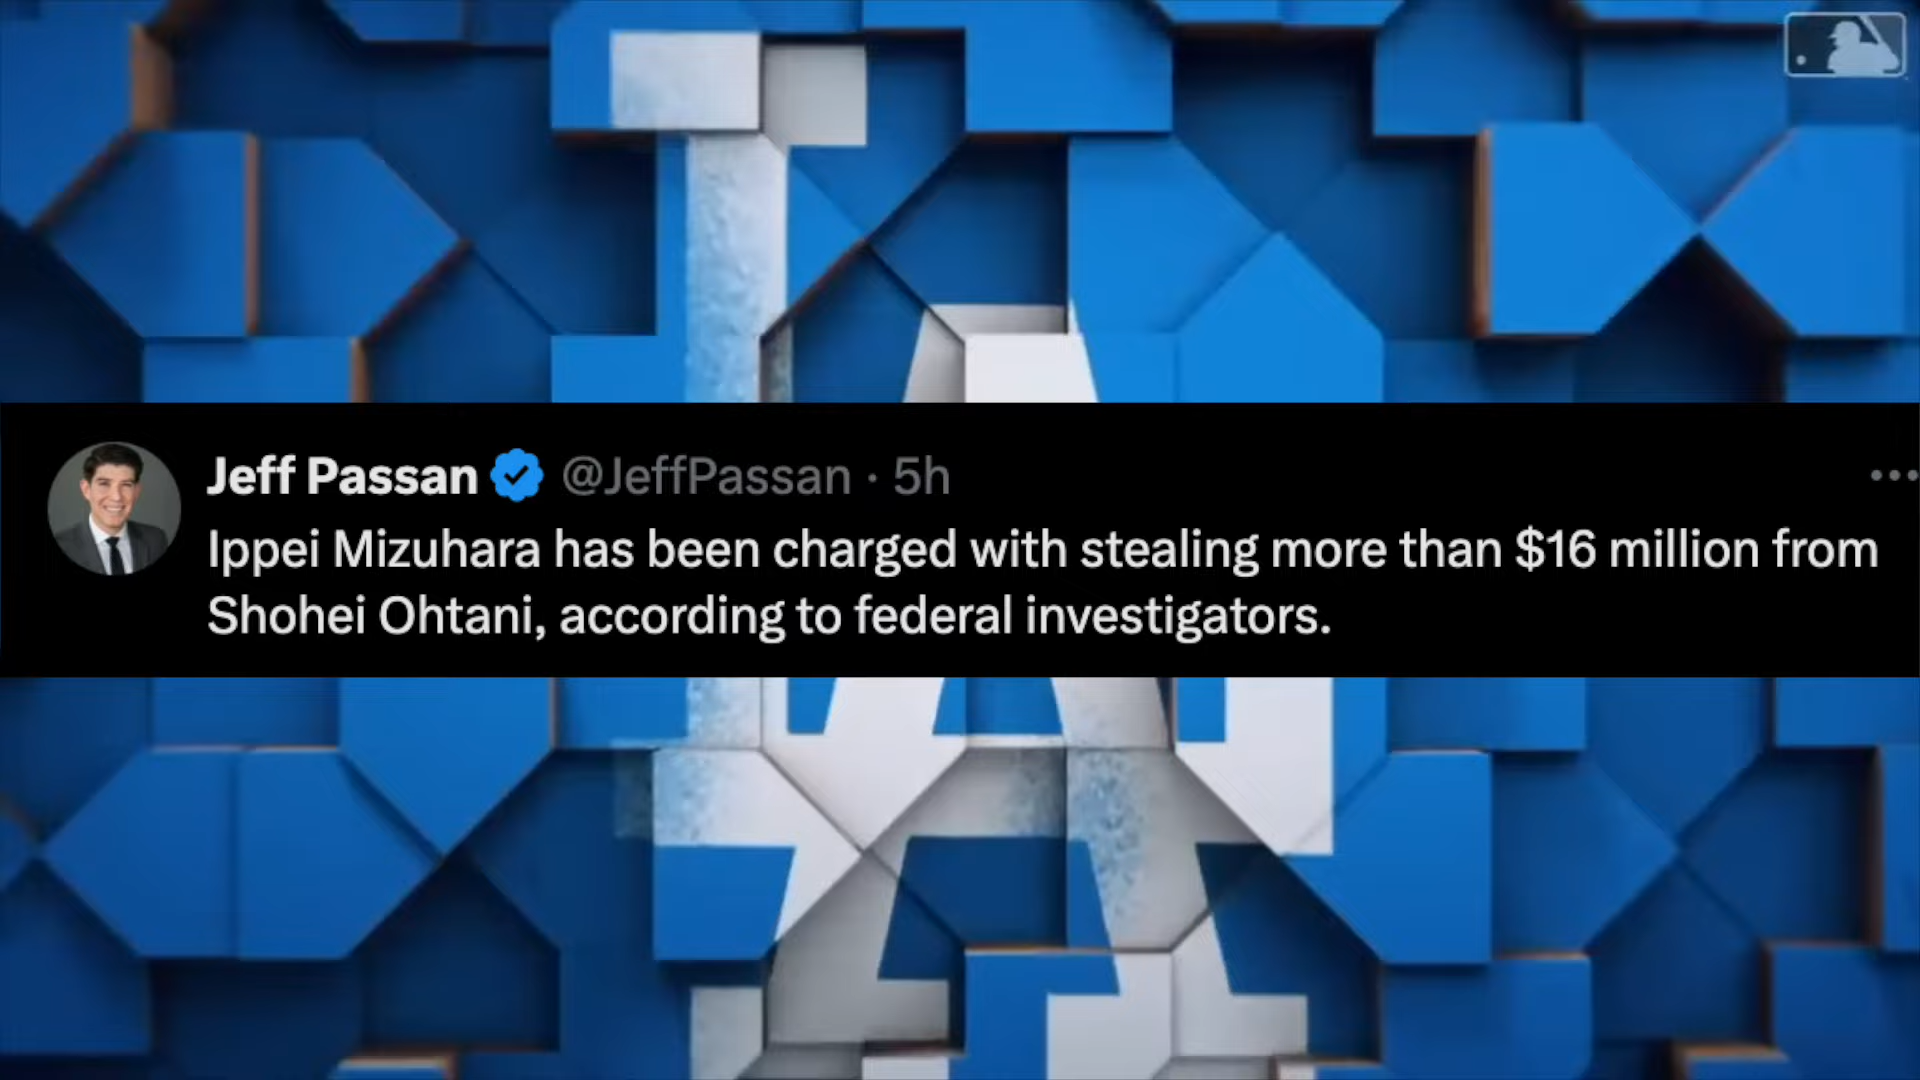 Jeff Passan @JeffPassan · 5h
Ippei Mizuhara has been charged with stealing more than $16 million from
Shohei Ohtani, according to federal investigators.
LA